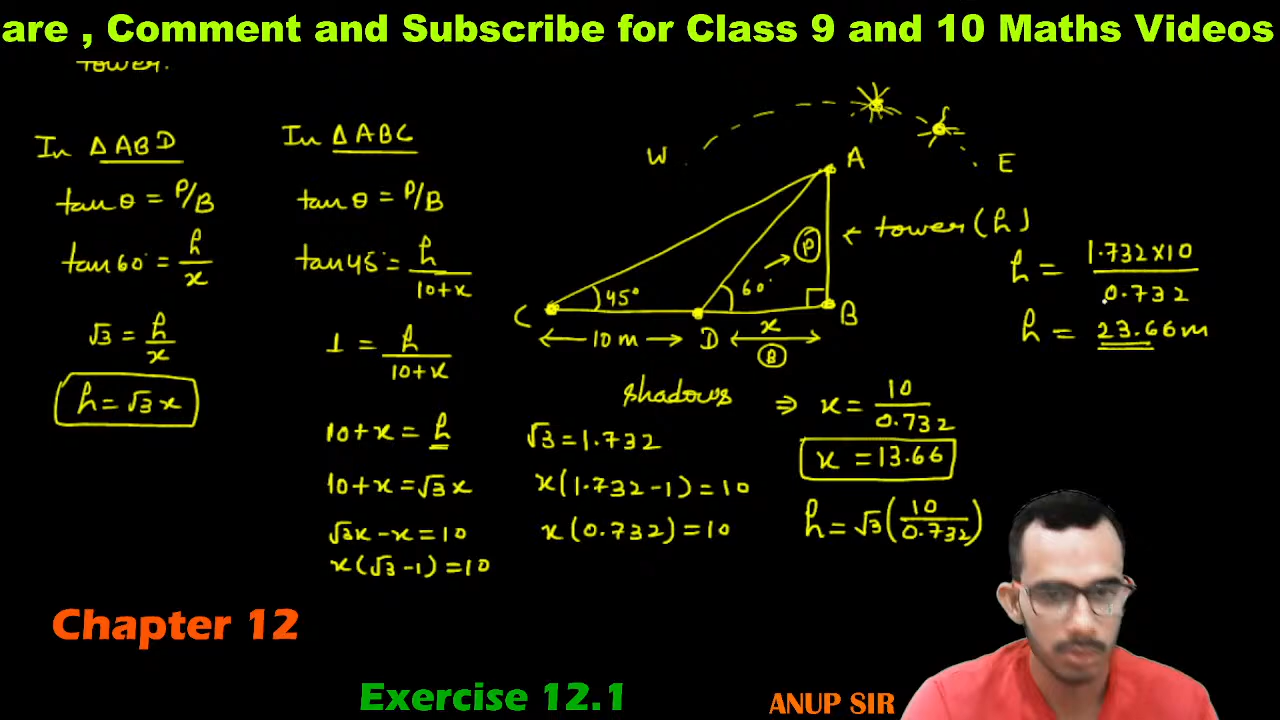 are , Comment and Subscribe for Class 9 and 10 Maths Videos
tower.
In ΔABD
tan θ = P/B
tan 60° = h/x
√3 = h/x
h = √3 x
In ΔABC
tan θ = P/B
tan 45° = h/10+x
1 = h/10+x
10+x = h
10+x = √3 x
√3x - x = 10
x(√3 - 1) = 10
W
E
A
← tower (h)
P
45°
60°
C
D
B
10 m
x
B
shadows
√3 = 1.732
x(1.732-1) = 10
x(0.732) = 10
⇒ x = 10/0.732
x = 13.66
h = √3(10/0.732)
h = 1.732×10/0.732
h = 23.66 m
Chapter 12
Exercise 12.1
ANUP SIR